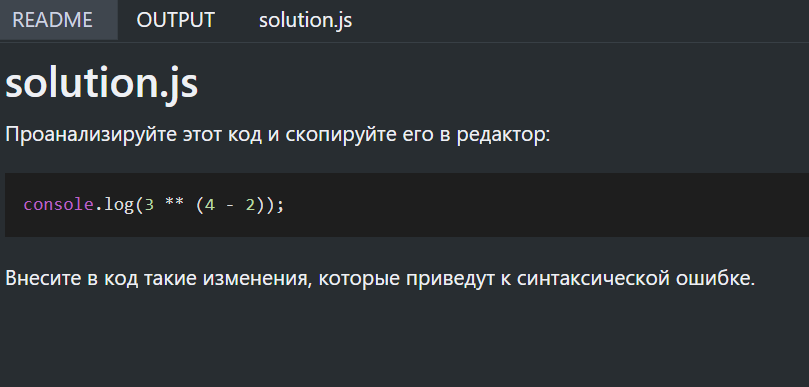 README OUTPUT solution.js
solution.js
Проанализируйте этот код и скопируйте его в редактор:
console.log(3 ** (4 - 2));
Внесите в код такие изменения, которые приведут к синтаксической ошибке.